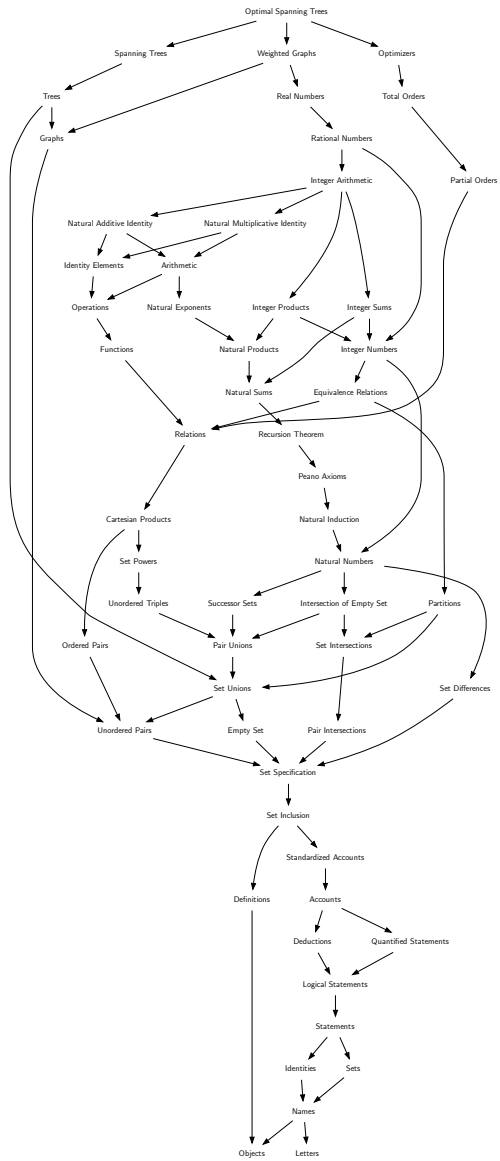 Optimal Spanning Trees
Spanning Trees
Weighted Graphs
Optimizers
Trees
Real Numbers
Total Orders
Graphs
Rational Numbers
Integer Arithmetic
Partial Orders
Natural Additive Identity
Natural Multiplicative Identity
Identity Elements
Arithmetic
Operations
Natural Exponents
Integer Products
Integer Sums
Functions
Natural Products
Integer Numbers
Natural Sums
Equivalence Relations
Relations
Recursion Theorem
Peano Axioms
Cartesian Products
Natural Induction
Set Powers
Natural Numbers
Unordered Triples
Successor Sets
Intersection of Empty Set
Partitions
Ordered Pairs
Pair Unions
Set Intersections
Set Unions
Set Differences
Unordered Pairs
Empty Set
Pair Intersections
Set Specification
Set Inclusion
Standardized Accounts
Definitions
Accounts
Deductions
Quantified Statements
Logical Statements
Statements
Identities
Sets
Names
Objects
Letters